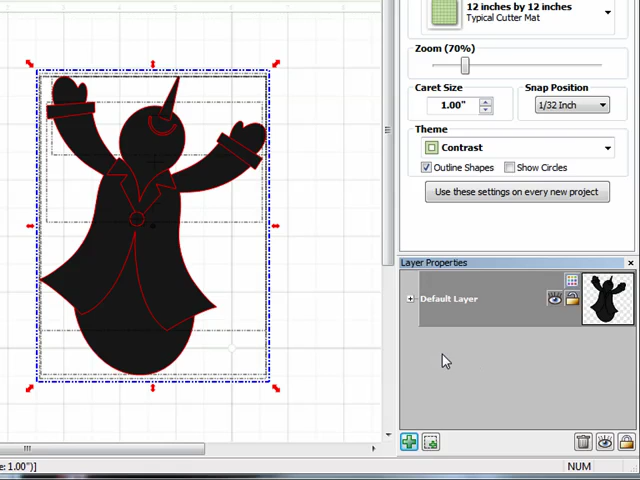 12 inches by 12 inches
Typical Cutter Mat
Zoom (70%)
Caret Size
Snap Position
1.00"
1/32 Inch
Theme
Contrast
Outline Shapes
Show Circles
Use these settings on every new project
Layer Properties
Default Layer
e: 1.00")]
NUM